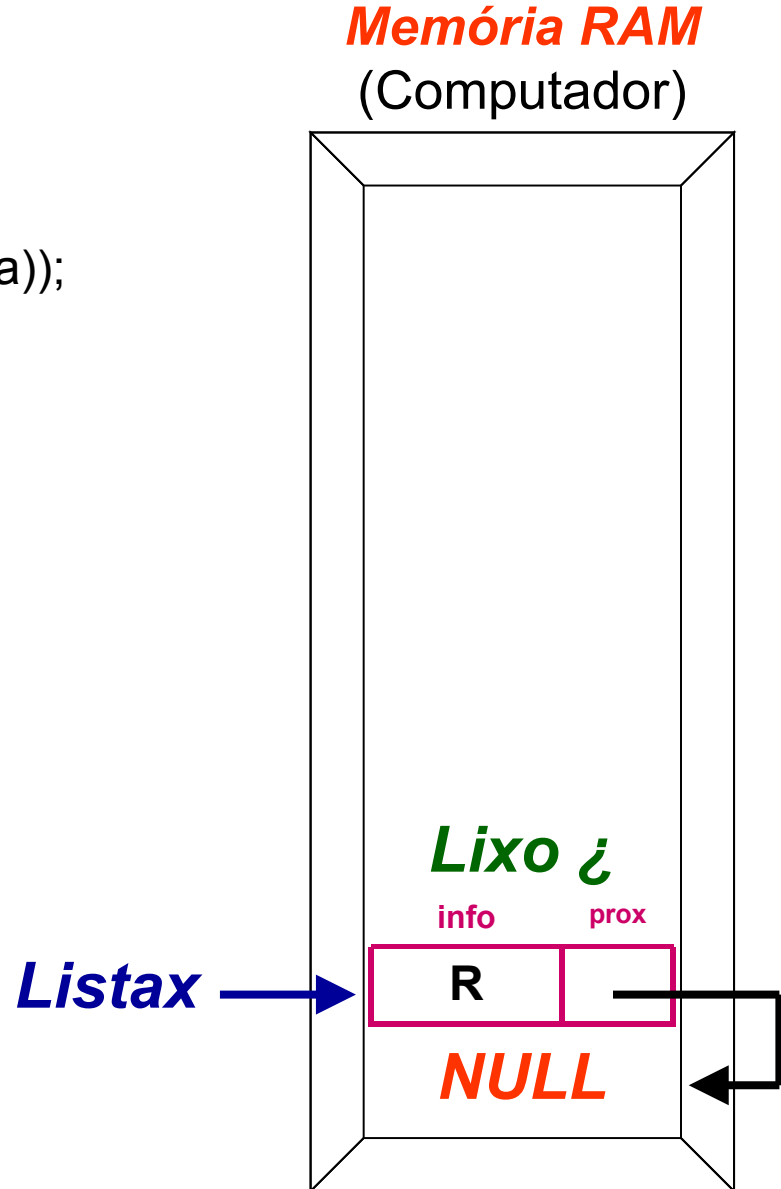 Memória RAM
(Computador)
a));
Lixo ¿
info prox
Listax R
NULL